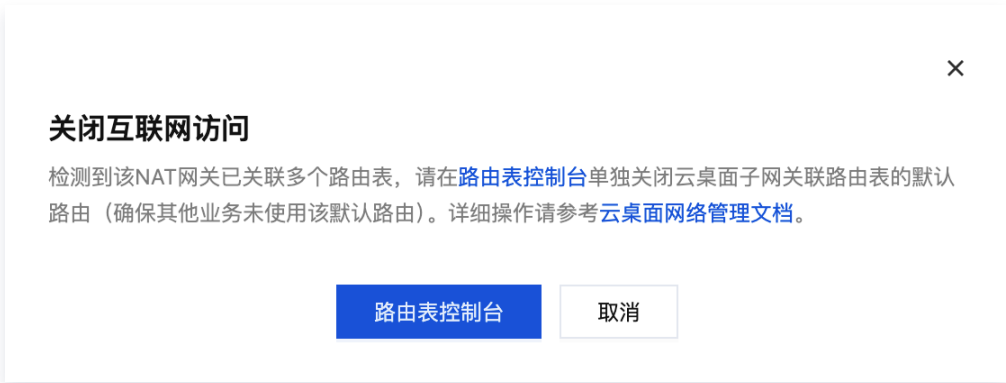 关闭互联网访问
检测到该NAT网关已关联多个路由表，请在路由表控制台单独关闭云桌面子网关联路由表的默认
路由（确保其他业务未使用该默认路由）。详细操作请参考云桌面网络管理文档。
路由表控制台 取消